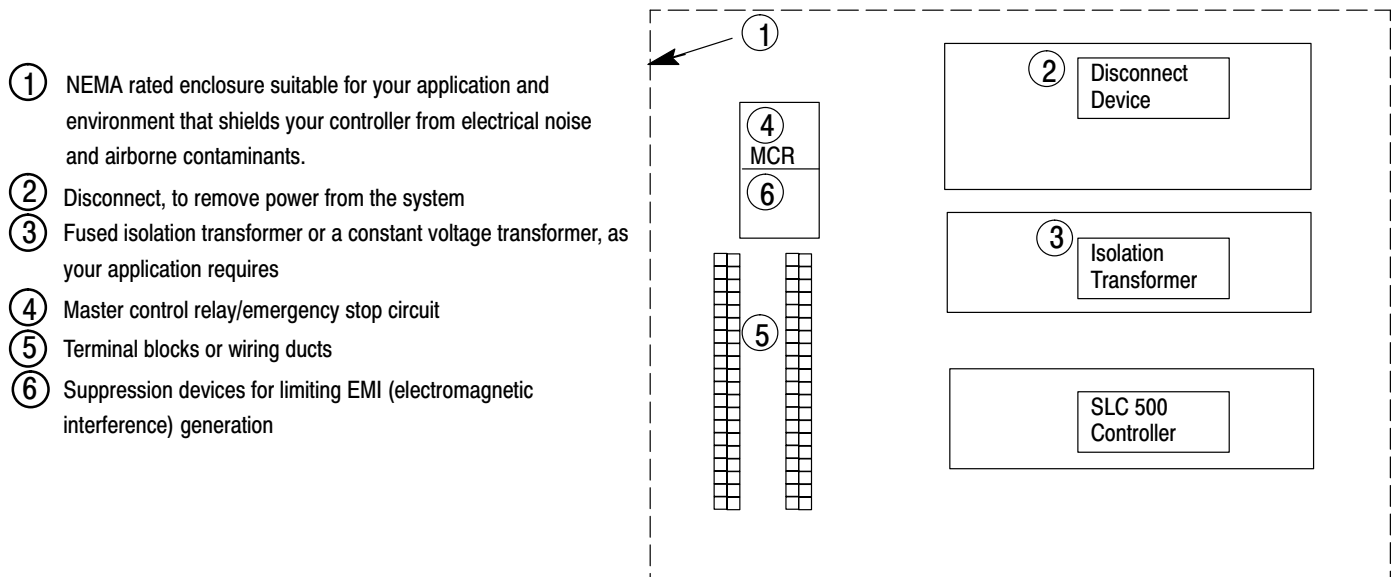 1 NEMA rated enclosure suitable for your application and
environment that shields your controller from electrical noise
and airborne contaminants.
2 Disconnect, to remove power from the system
3 Fused isolation transformer or a constant voltage transformer, as
your application requires
4 Master control relay/emergency stop circuit
5 Terminal blocks or wiring ducts
6 Suppression devices for limiting EMI (electromagnetic
interference) generation
1
2 Disconnect
Device
4
MCR
6
3 Isolation
Transformer
5
SLC 500
Controller